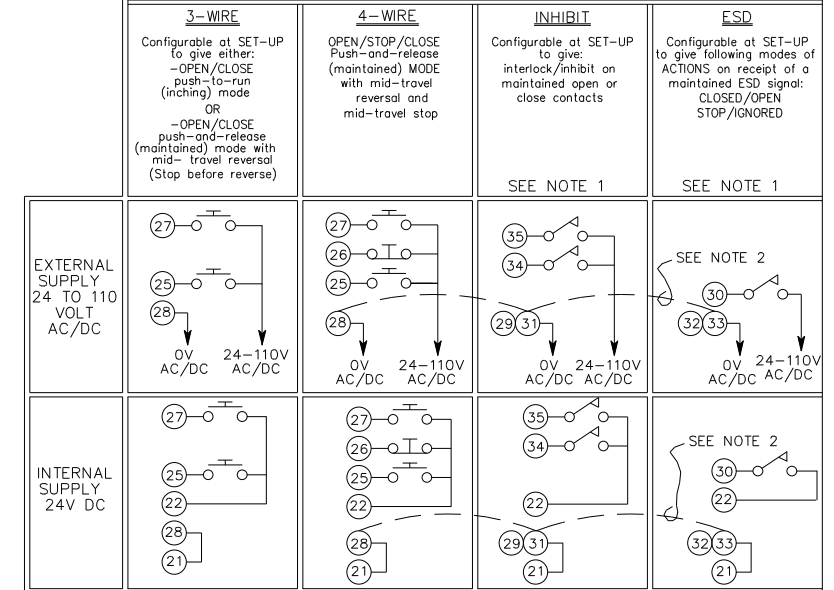 3-WIRE
Configurable at SET-UP
to give either:
-OPEN/CLOSE
push-to-run
(inching) mode
OR
-OPEN/CLOSE
push-and-release
(maintained) mode with
mid- travel reversal
(Stop before reverse)
4-WIRE
OPEN/STOP/CLOSE
Push-and-release
(maintained) MODE
with mid-travel
reversal and
mid-travel stop
INHIBIT
Configurable at SET-UP
to give:
interlock/inhibit on
maintained open or
close contacts
SEE NOTE 1
ESD
Configurable at SET-UP
to give following modes of
ACTIONS on receipt of a
maintained ESD signal:
CLOSED/OPEN
STOP/IGNORED
SEE NOTE 1
EXTERNAL
SUPPLY
24 TO 110
VOLT
AC/DC
27
25
28
0V
AC/DC
24-110V
AC/DC
27
26
25
28
0V
AC/DC
24-110V
AC/DC
35
34
29 31
0V
AC/DC
24-110V
AC/DC
SEE NOTE 2
30
32 33
0V
AC/DC
24-110V
AC/DC
INTERNAL
SUPPLY
24V DC
27
25
22
28
21
27
26
25
22
28
21
35
34
22
29 31
21
SEE NOTE 2
30
22
32 33
21